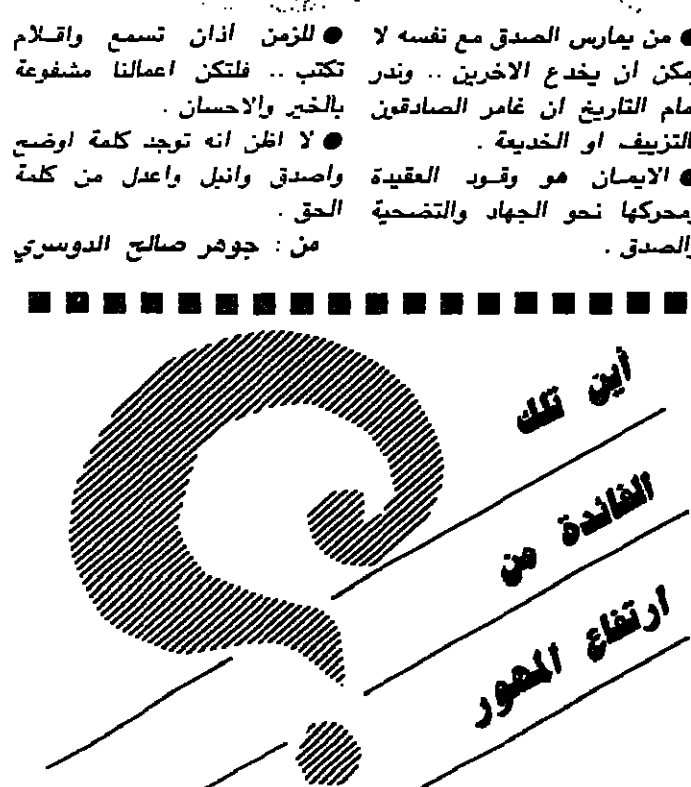 ● من يمارس الصدق مع نفسه لا
يمكن ان يخدع الاخرين .. وندر
امام التاريخ ان غامر الصادقون
بالتزييف او الخديعة .
● الايمان هو وقود العقيدة
ومحركها نحو الجهاد والتضحية
والصدق .
● للزمن اذان تسمع واقلام
تكتب .. فلتكن اعمالنا مشفوعة
بالخير والاحسان .
● لا اظن انه توجد كلمة اوضح
واصدق وانبل واعدل من كلمة
الحق .
من : جوهر صالح الدوسري
أين تلك
الفائدة من
ارتفاع المهور
؟